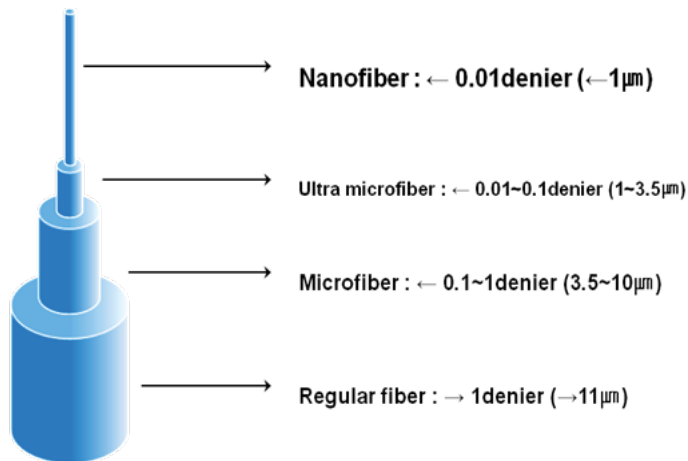 Nanofiber : ← 0.01denier (←1㎛)
Ultra microfiber : ← 0.01~0.1denier (1~3.5㎛)
Microfiber : ← 0.1~1denier (3.5~10㎛)
Regular fiber : → 1denier (→11㎛)